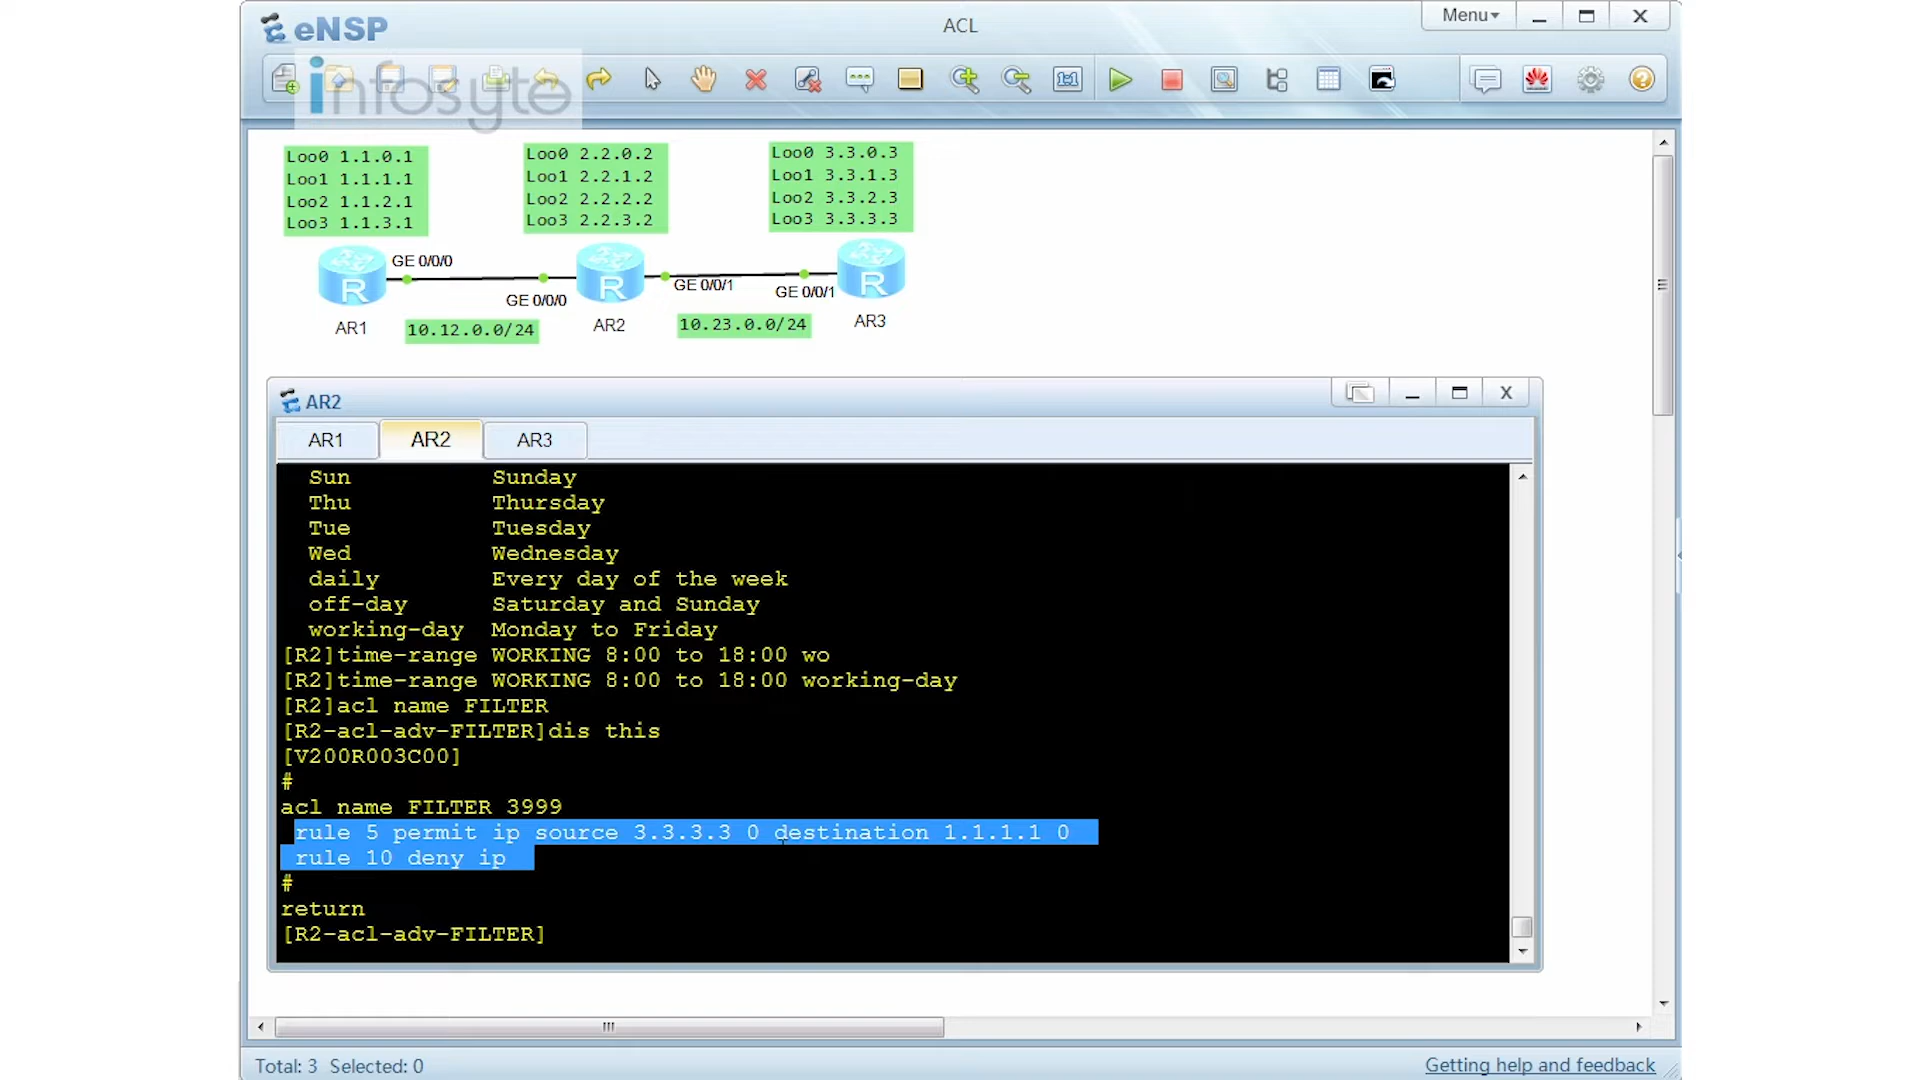 eNSP
ACL
Menu
infosyte
1:1
Loo0 1.1.0.1
Loo1 1.1.1.1
Loo2 1.1.2.1
Loo3 1.1.3.1
Loo0 2.2.0.2
Loo1 2.2.1.2
Loo2 2.2.2.2
Loo3 2.2.3.2
Loo0 3.3.0.3
Loo1 3.3.1.3
Loo2 3.3.2.3
Loo3 3.3.3.3
GE 0/0/0
GE 0/0/0
GE 0/0/1
GE 0/0/1
R
R
R
AR1
10.12.0.0/24
AR2
10.23.0.0/24
AR3
AR2
AR1 AR2 AR3
Sun Sunday
Thu Thursday
Tue Tuesday
Wed Wednesday
daily Every day of the week
off-day Saturday and Sunday
working-day Monday to Friday
[R2]time-range WORKING 8:00 to 18:00 wo
[R2]time-range WORKING 8:00 to 18:00 working-day
[R2]acl name FILTER
[R2-acl-adv-FILTER]dis this
[V200R003C00]
#
acl name FILTER 3999
rule 5 permit ip source 3.3.3.3 0 destination 1.1.1.1 0
rule 10 deny ip
#
return
[R2-acl-adv-FILTER]
Total: 3 Selected: 0
Getting help and feedback